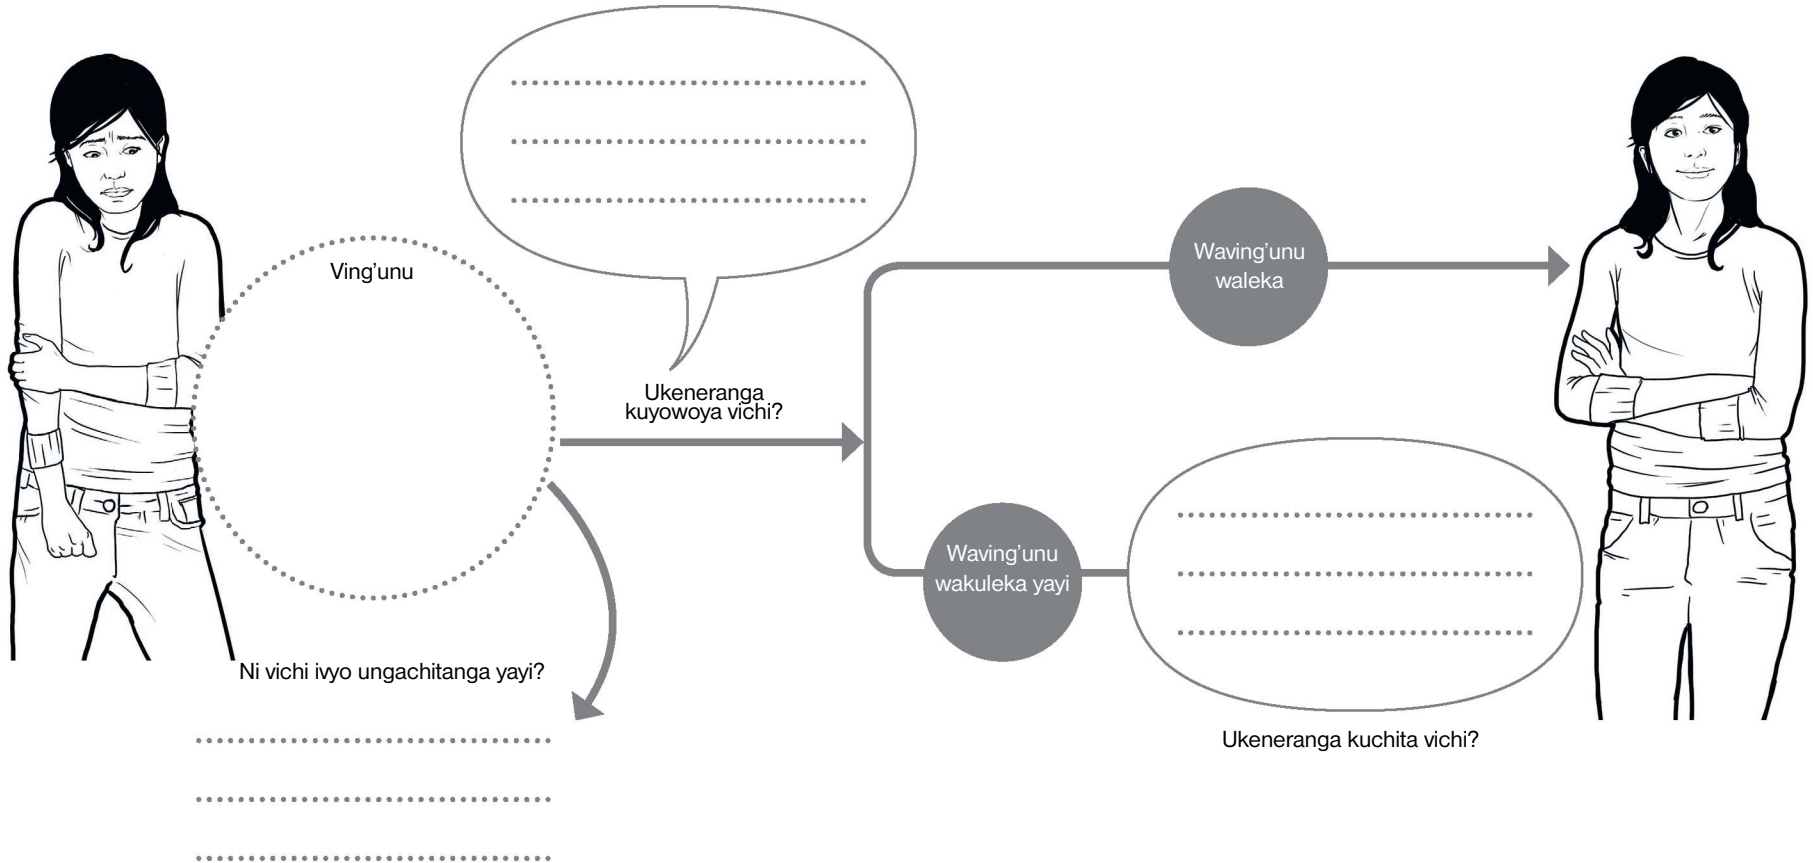 Ving'unu
Ukeneranga
kuyowoya vichi?
Waving'unu
waleka
Waving'unu
wakuleka yayi
Ni vichi ivyo ungachitanga yayi?
Ukeneranga kuchita vichi?